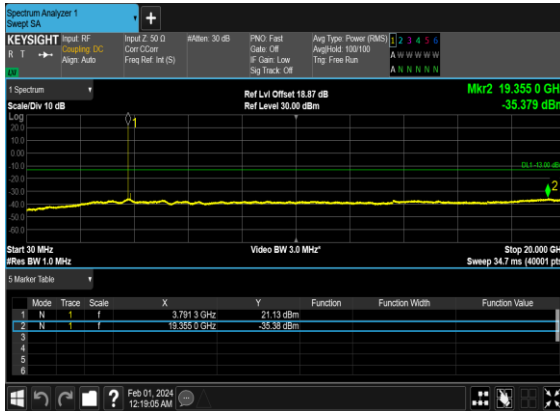 Spectrum Analyzer 1
Swept SA
+
KEYSIGHT
R T
LXI
Input: RF
Coupling: DC
Align: Auto
Input Z: 50 Ω
Corr CCorr
Freq Ref: Int (S)
#Atten: 30 dB
PNO: Fast
Gate: Off
IF Gain: Low
Sig Track: Off
Avg Type: Power (RMS)
Avg|Hold: 100/100
Trig: Free Run
1 2 3 4 5 6
A W W W W W
A N N N N N
1 Spectrum
Scale/Div 10 dB
Ref Lvl Offset 18.87 dB
Ref Level 30.00 dBm
Mkr2 19.355 0 GHz
-35.379 dBm
Log
20.0
10.0
0.00
-10.0
-20.0
-30.0
-40.0
-50.0
-60.0
1
DL1 -13.00 dBm
2
Start 30 MHz
#Res BW 1.0 MHz
Video BW 3.0 MHz*
Stop 20.000 GHz
Sweep 34.7 ms (40001 pts)
5 Marker Table
Mode Trace Scale X Y Function Function Width Function Value
1 N 1 f 3.791 3 GHz 21.13 dBm
2 N 1 f 19.355 0 GHz -35.38 dBm
3
4
5
6
?
Feb 01, 2024
12:19:05 AM